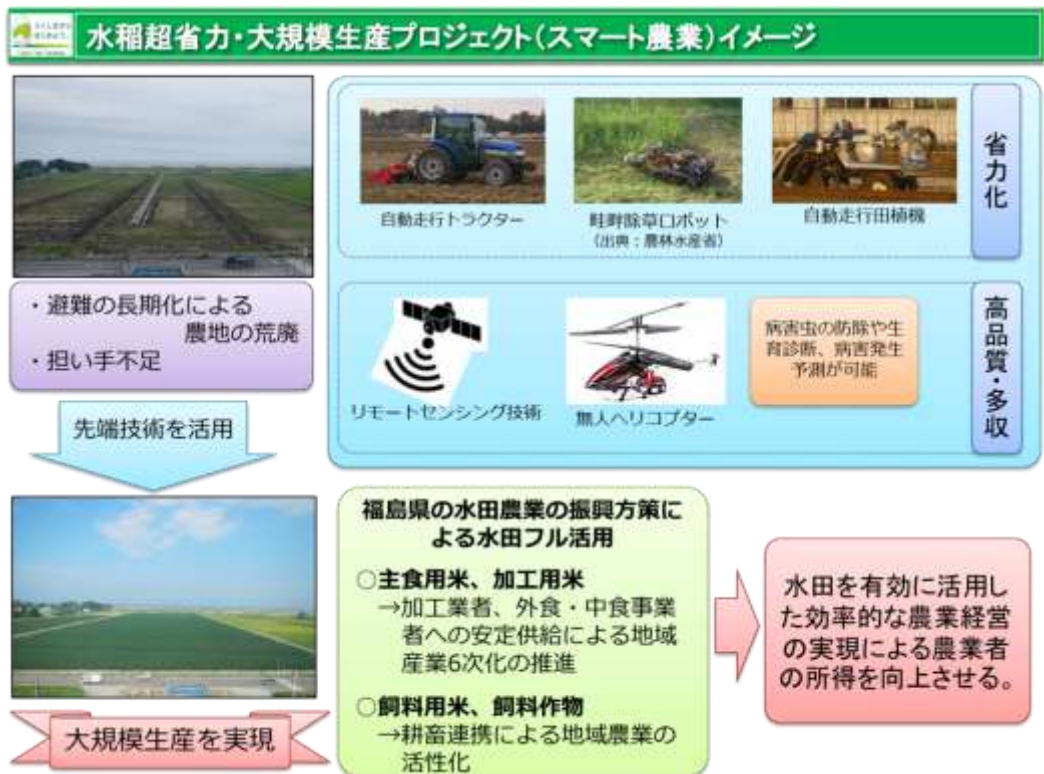 水稲超省力・大規模生産プロジェクト(スマート農業)イメージ
自動走行トラクター
畦畔除草ロボット
(出典：農林水産省)
自動走行田植機
省力化
・避難の長期化による
農地の荒廃
・担い手不足
リモートセンシング技術
無人ヘリコプター
病害虫の防除や生
育診断、病害発生
予測が可能
高品質・多収
先端技術を活用
大規模生産を実現
福島県の水田農業の振興方策に
よる水田フル活用
○主食用米、加工用米
→加工業者、外食・中食事業
者への安定供給による地域
産業6次化の推進
○飼料用米、飼料作物
→耕畜連携による地域農業の
活性化
水田を有効に活用し
た効率的な農業経営
の実現による農業者
の所得を向上させる。